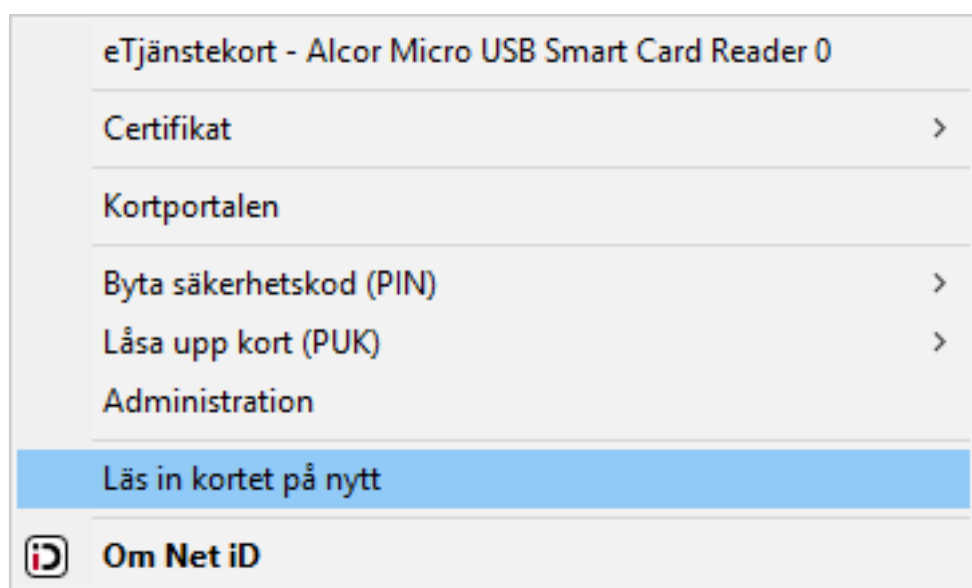 eTjänstekort - Alcor Micro USB Smart Card Reader 0
Certifikat
Kortportalen
Byta säkerhetskod (PIN)
Låsa upp kort (PUK)
Administration
Läs in kortet på nytt
iD Om Net iD